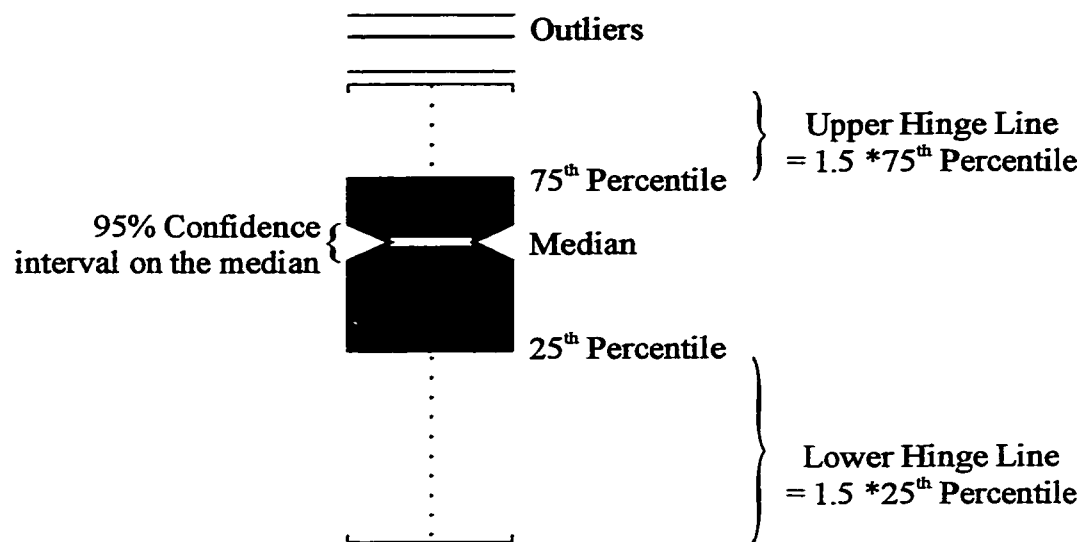 Outliers
Upper Hinge Line
= 1.5 *75th Percentile
75th Percentile
95% Confidence
interval on the median
Median
25th Percentile
Lower Hinge Line
= 1.5 *25th Percentile